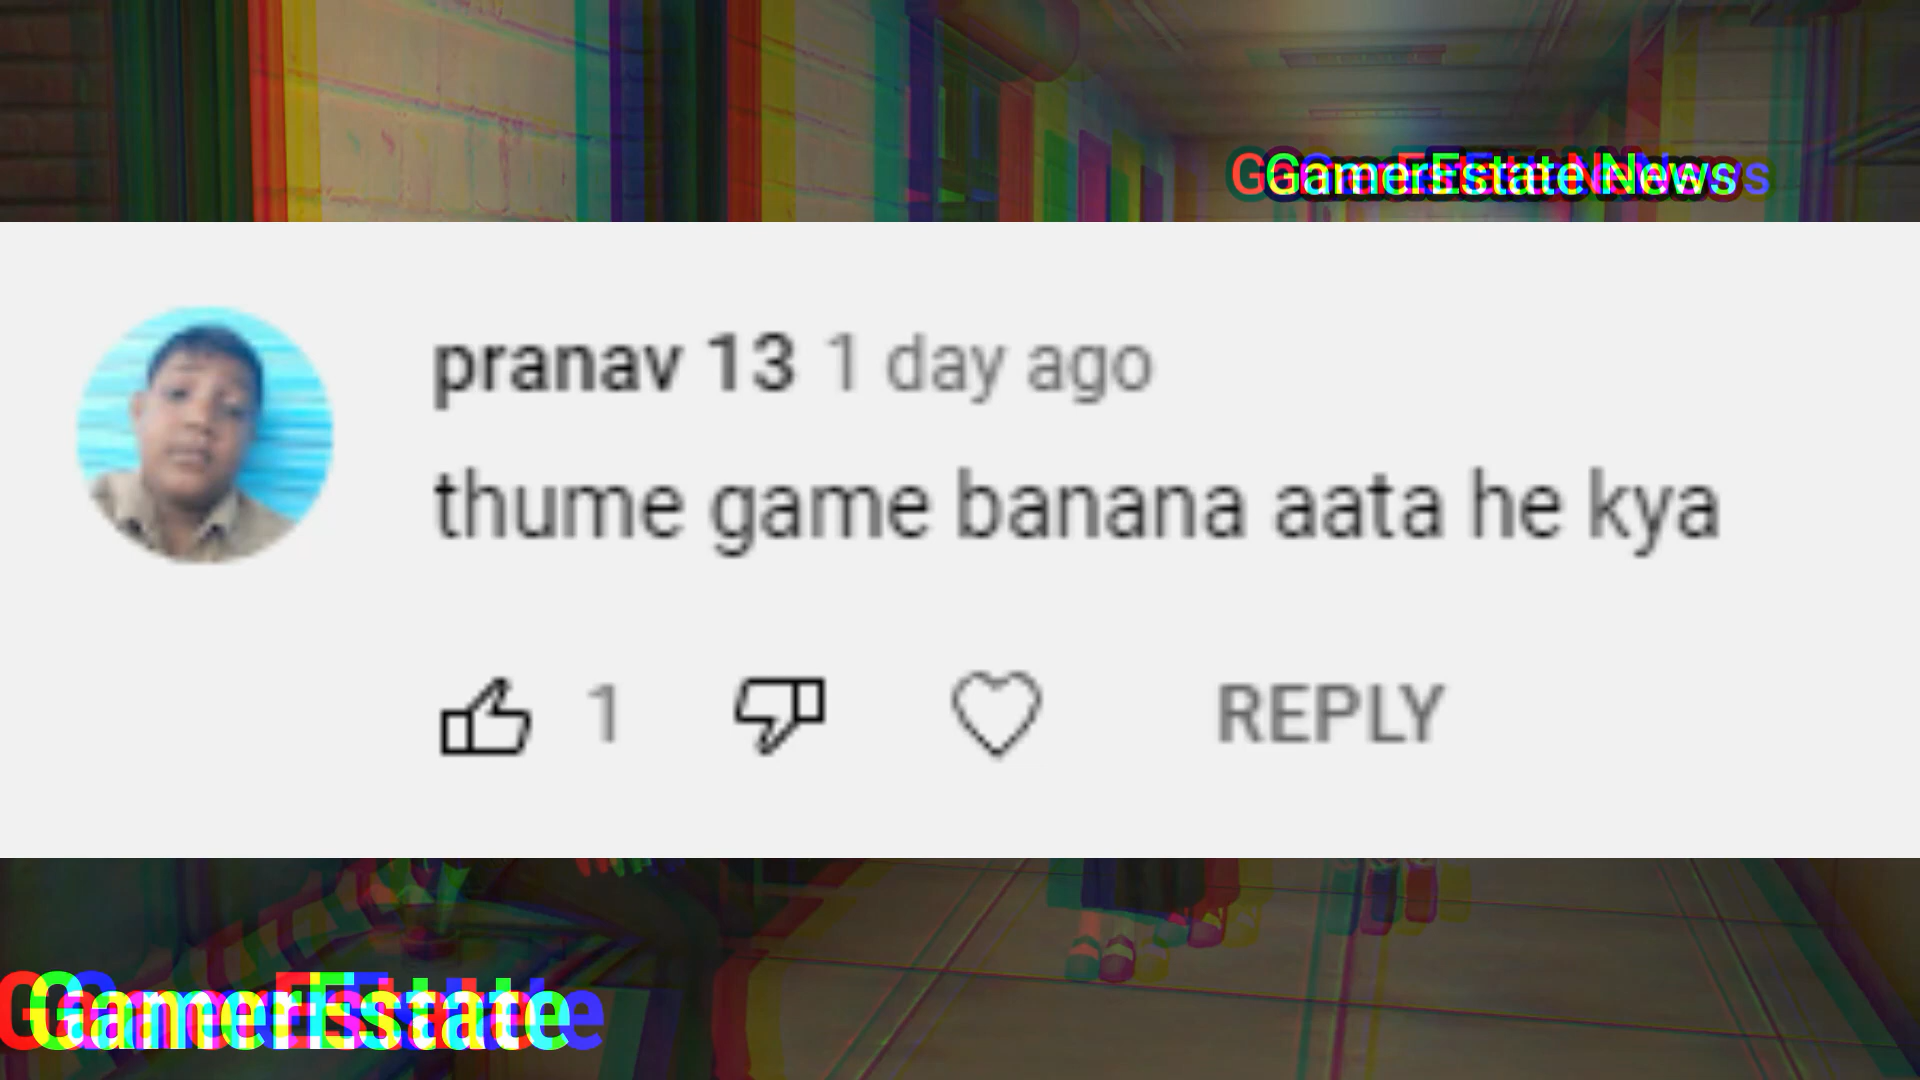 GamerEstate News
pranav 13 1 day ago
thume game banana aata he kya
1
REPLY
GamerEstate